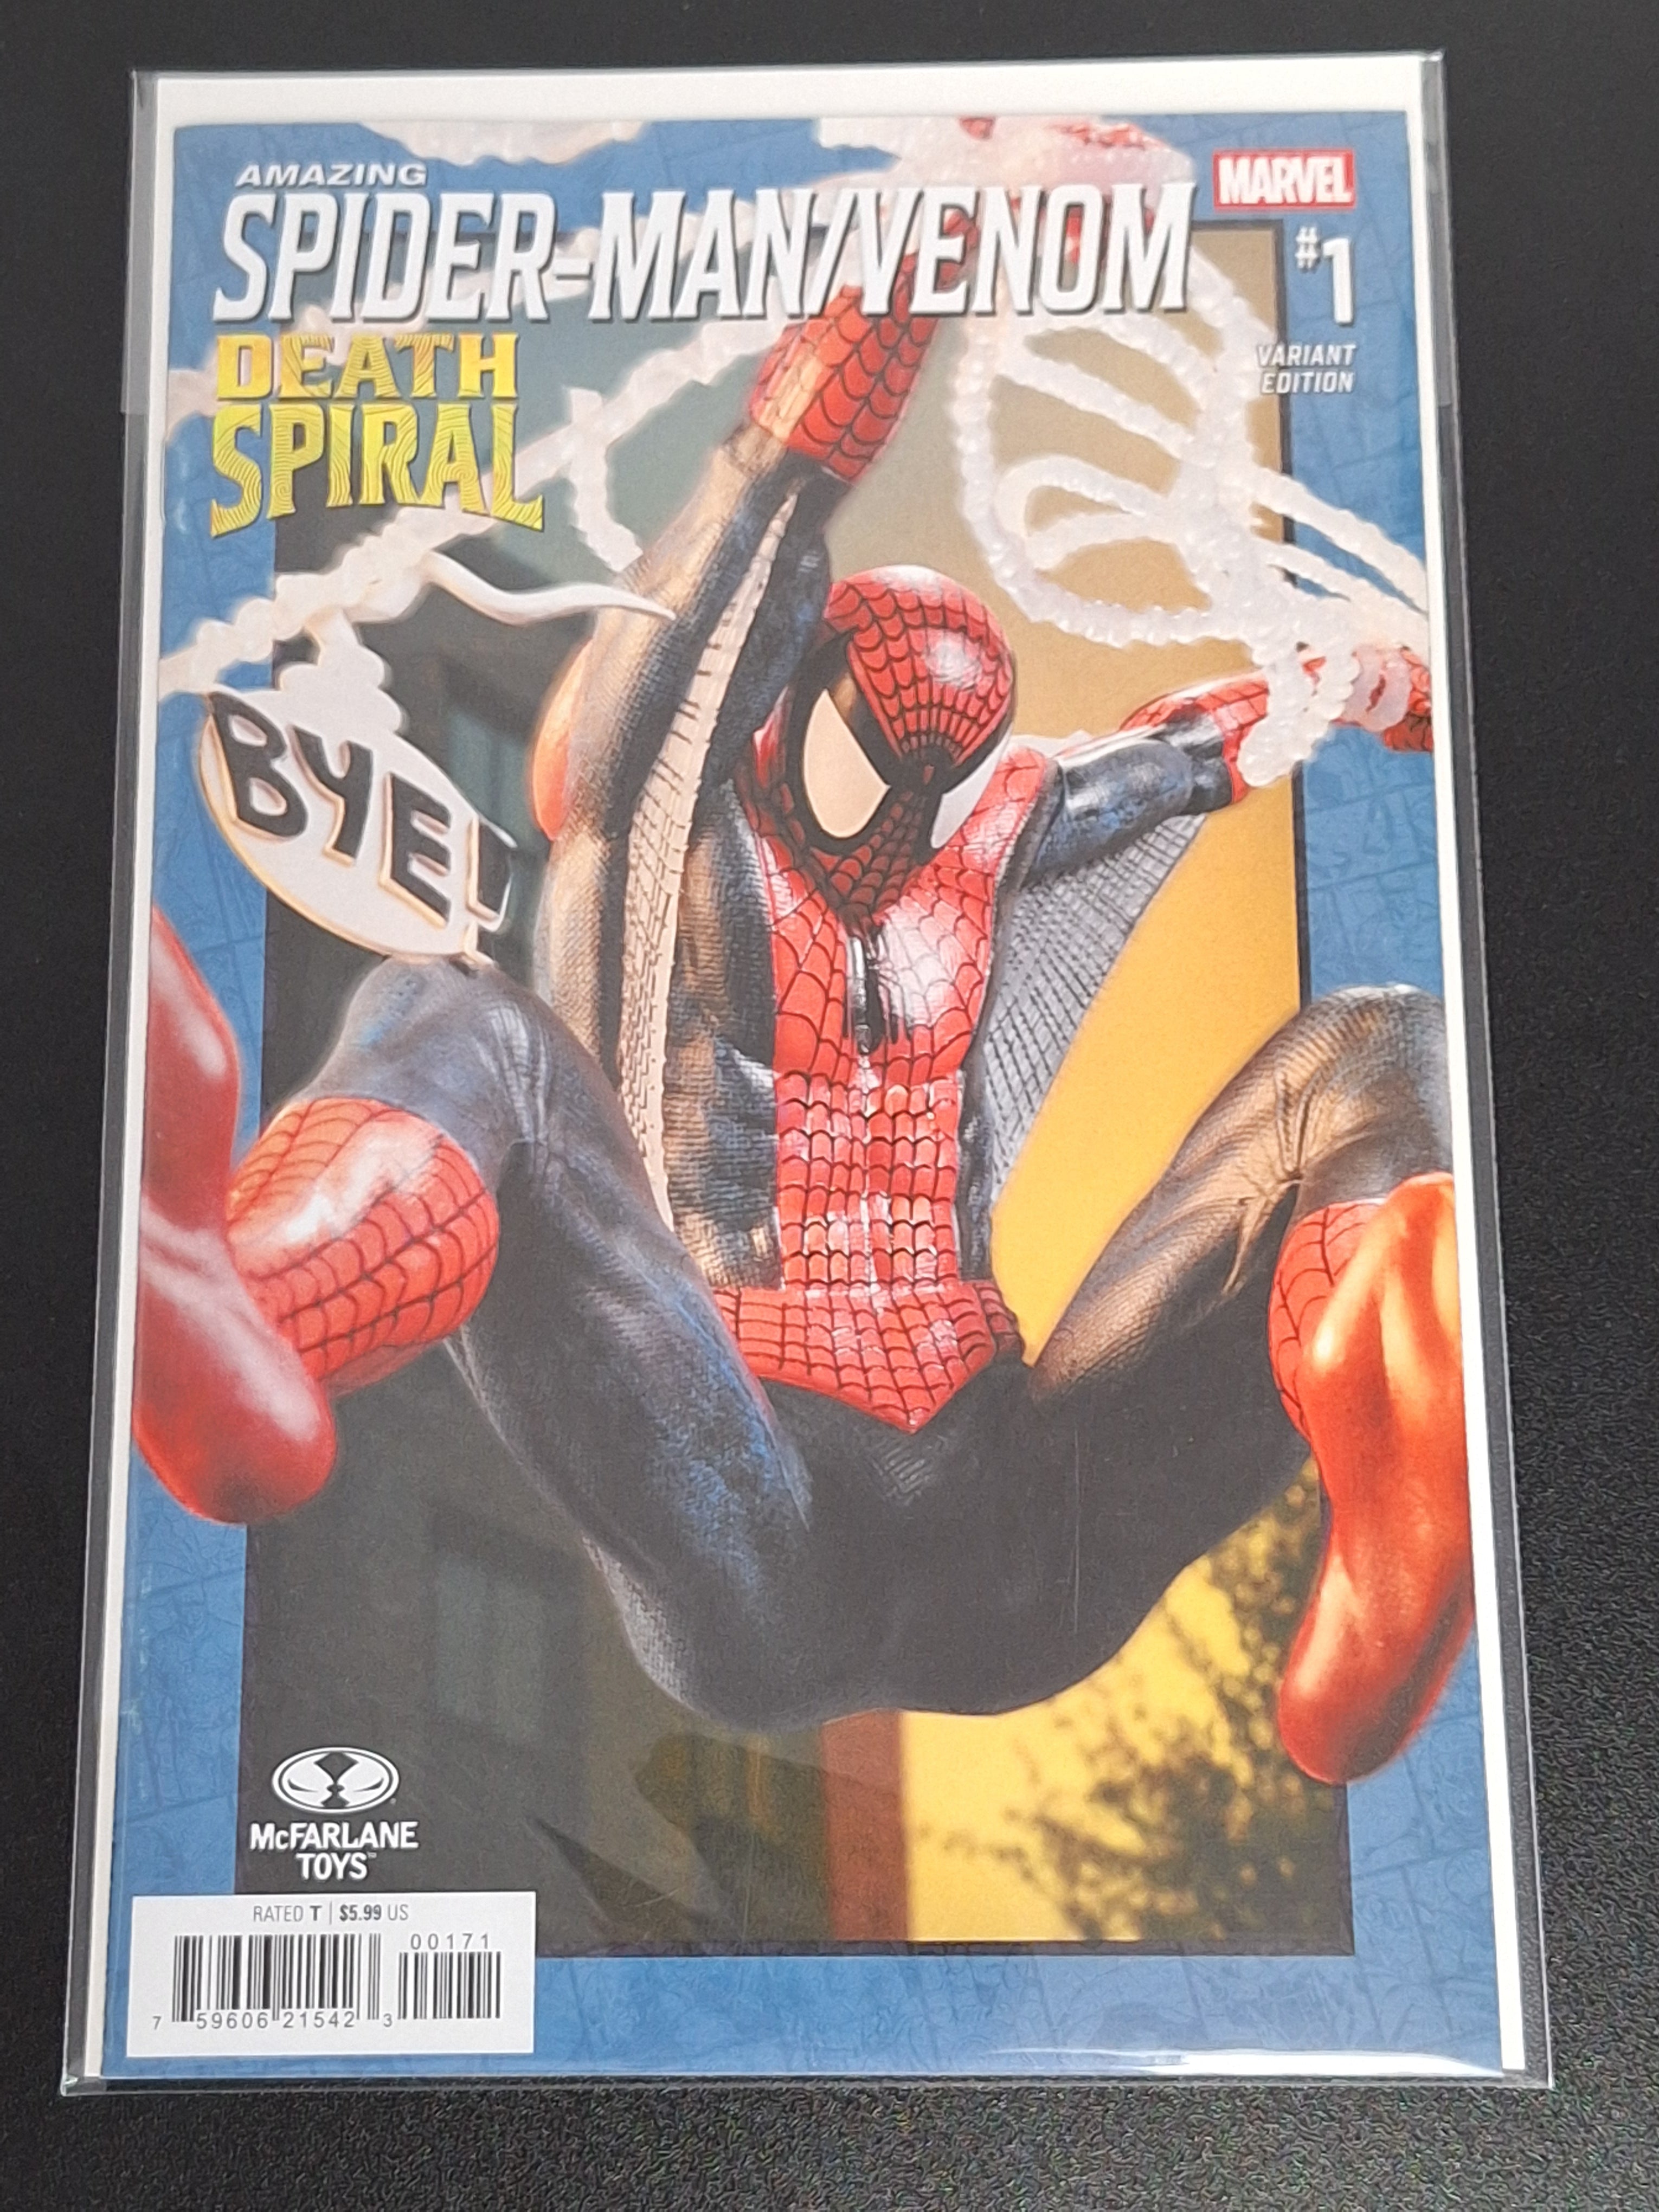 AMAZING
SPIDER-MAN/VENOM
MARVEL
#1
VARIANT
EDITION
DEATH
SPIRAL
BYE!
McFARLANE
TOYS™
RATED T | $5.99 US
00171
7 59606 21542 3